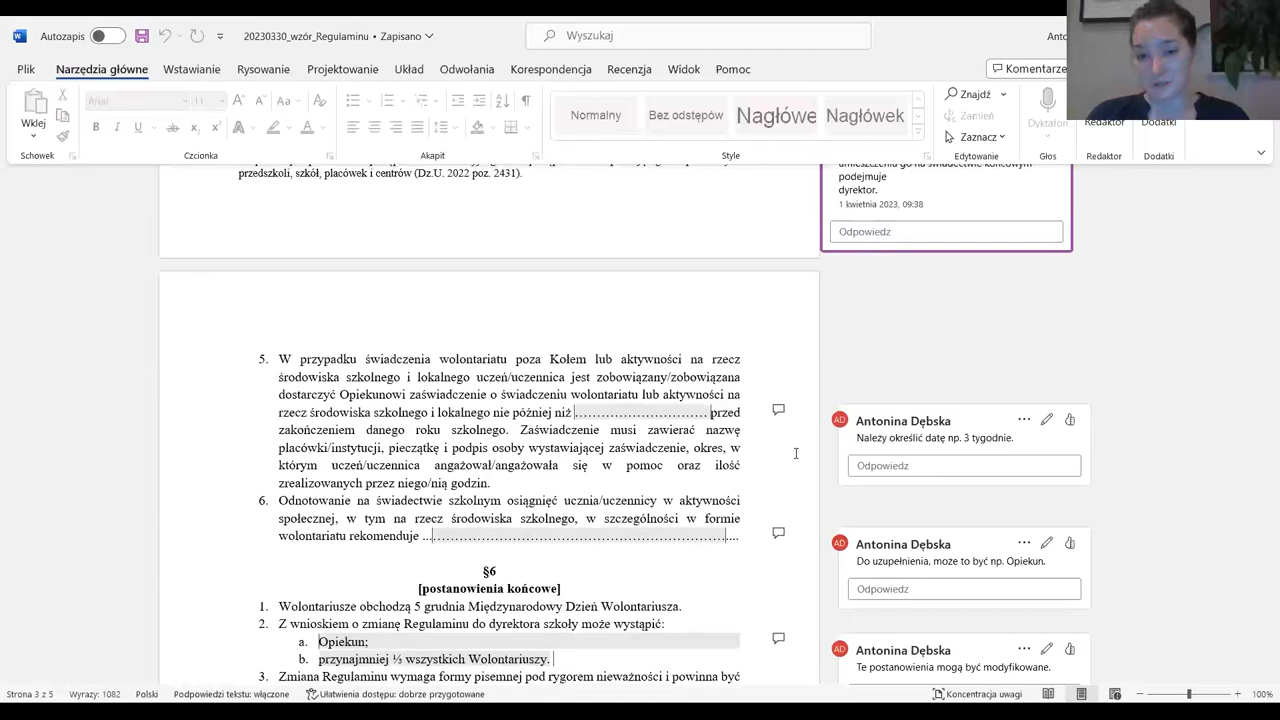 Autozapis
20230330_wzór_Regulaminu • Zapisano
Wyszukaj
Plik
Narzędzia główne
Wstawianie
Rysowanie
Projektowanie
Układ
Odwołania
Korespondencja
Recenzja
Widok
Pomoc
Komentarze
Wklej
Schowek
Arial
Aa
Czcionka
Akapit
Normalny
Bez odstępów
Nagłówe
Nagłówek
Style
Znajdź
Zamień
Zaznacz
Edytowanie
Dyktafon
Głos
Redaktor
Redaktor
Dodatki
Dodatki
przedszkoli, szkół, placówek i centrów (Dz.U. 2022 poz. 2431).
umieszczeniu go na świadectwie końcowym
podejmuje
dyrektor.
1 kwietnia 2023, 09:38
Odpowiedz
5. W przypadku świadczenia wolontariatu poza Kołem lub aktywności na rzecz
środowiska szkolnego i lokalnego uczeń/uczennica jest zobowiązany/zobowiązana
dostarczyć Opiekunowi zaświadczenie o świadczeniu wolontariatu lub aktywności na
rzecz środowiska szkolnego i lokalnego nie później niż ............................ przed
zakończeniem danego roku szkolnego. Zaświadczenie musi zawierać nazwę
placówki/instytucji, pieczątkę i podpis osoby wystawiającej zaświadczenie, okres, w
którym uczeń/uczennica angażował/angażowała się w pomoc oraz ilość
zrealizowanych przez niego/nią godzin.
6. Odnotowanie na świadectwie szkolnym osiągnięć ucznia/uczennicy w aktywności
społecznej, w tym na rzecz środowiska szkolnego, w szczególności w formie
wolontariatu rekomenduje ..................................................................
§6
[postanowienia końcowe]
1. Wolontariusze obchodzą 5 grudnia Międzynarodowy Dzień Wolontariusza.
2. Z wnioskiem o zmianę Regulaminu do dyrektora szkoły może wystąpić:
a. Opiekun;
b. przynajmniej ⅓ wszystkich Wolontariuszy.
3. Zmiana Regulaminu wymaga formy pisemnej pod rygorem nieważności i powinna być
AD Antonina Dębska
Należy określić datę np. 3 tygodnie.
Odpowiedz
AD Antonina Dębska
Do uzupełnienia, może to być np. Opiekun.
Odpowiedz
AD Antonina Dębska
Te postanowienia mogą być modyfikowane.
Strona 3 z 5
Wyrazy: 1082
Polski
Podpowiedzi tekstu: włączone
Ułatwienia dostępu: dobrze przygotowane
Koncentracja uwagi
100%